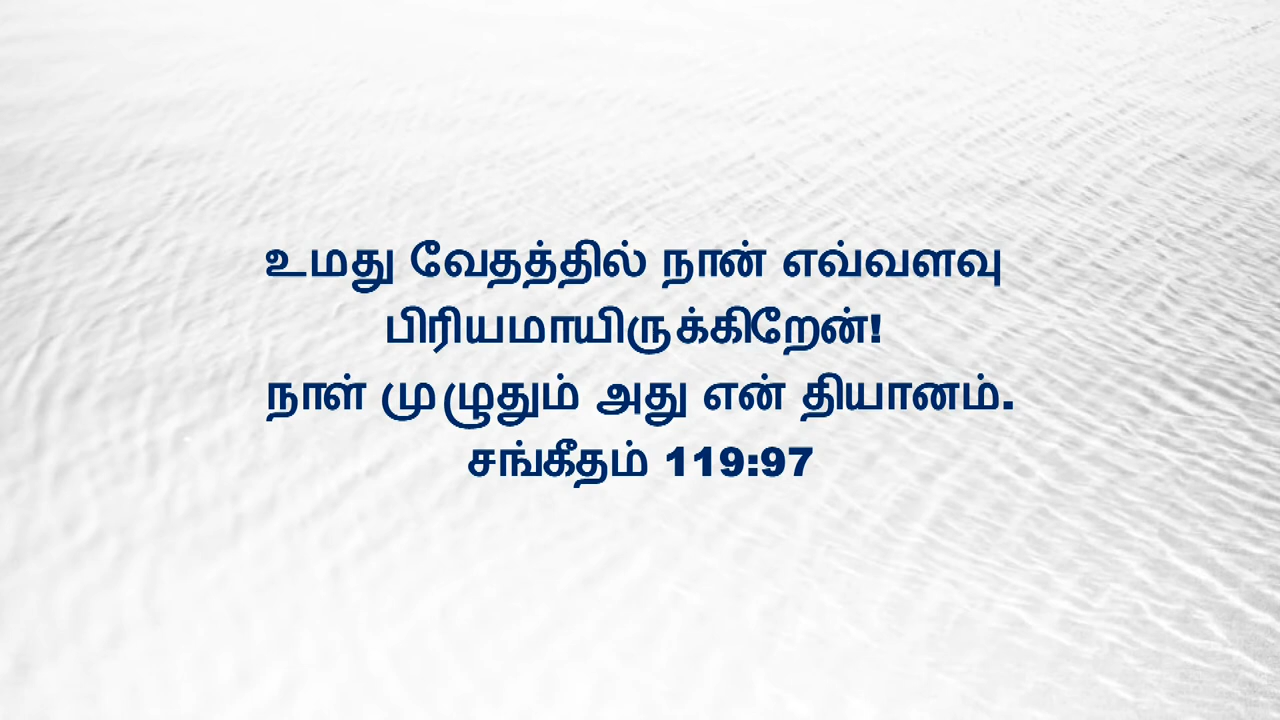 உமது வேதத்தில் நான் எவ்வளவு
பிரியமாயிருக்கிறேன்!
நாள் முழுதும் அது என் தியானம்.
சங்கீதம் 119:97